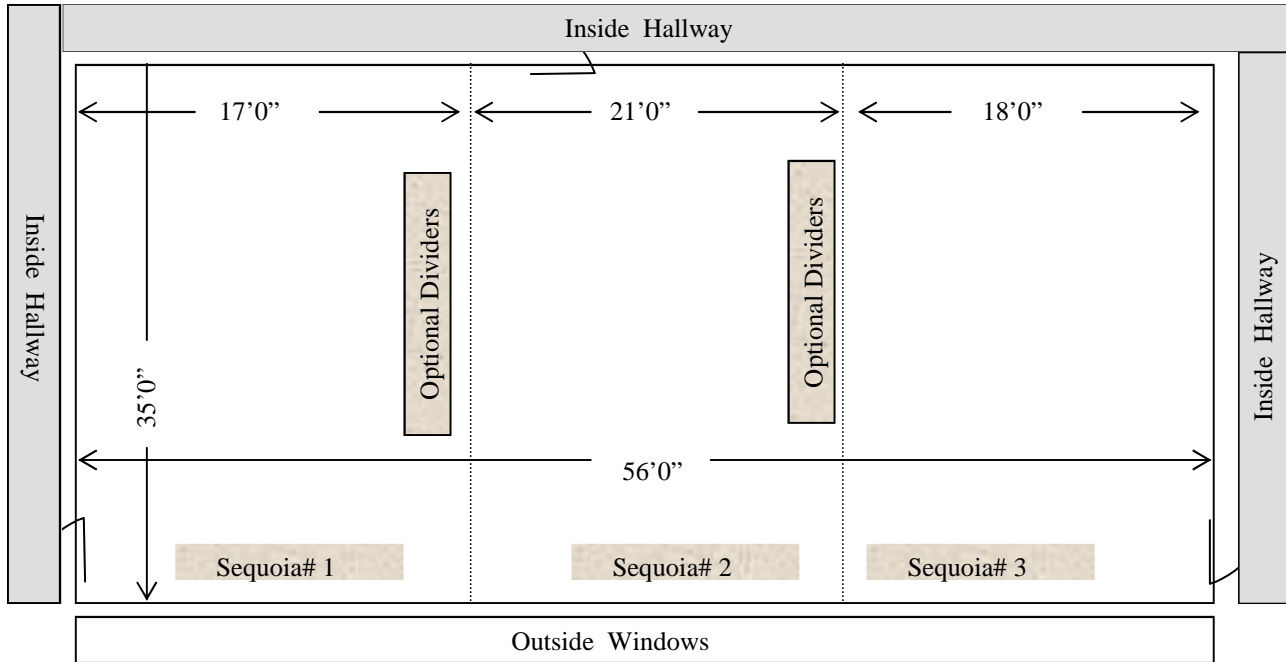 Inside Hallway
17'0”
21'0”
18'0”
Inside Hallway
Optional Dividers
Optional Dividers
Inside Hallway
35'0”
56'0”
Sequoia# 1
Sequoia# 2
Sequoia# 3
Outside Windows